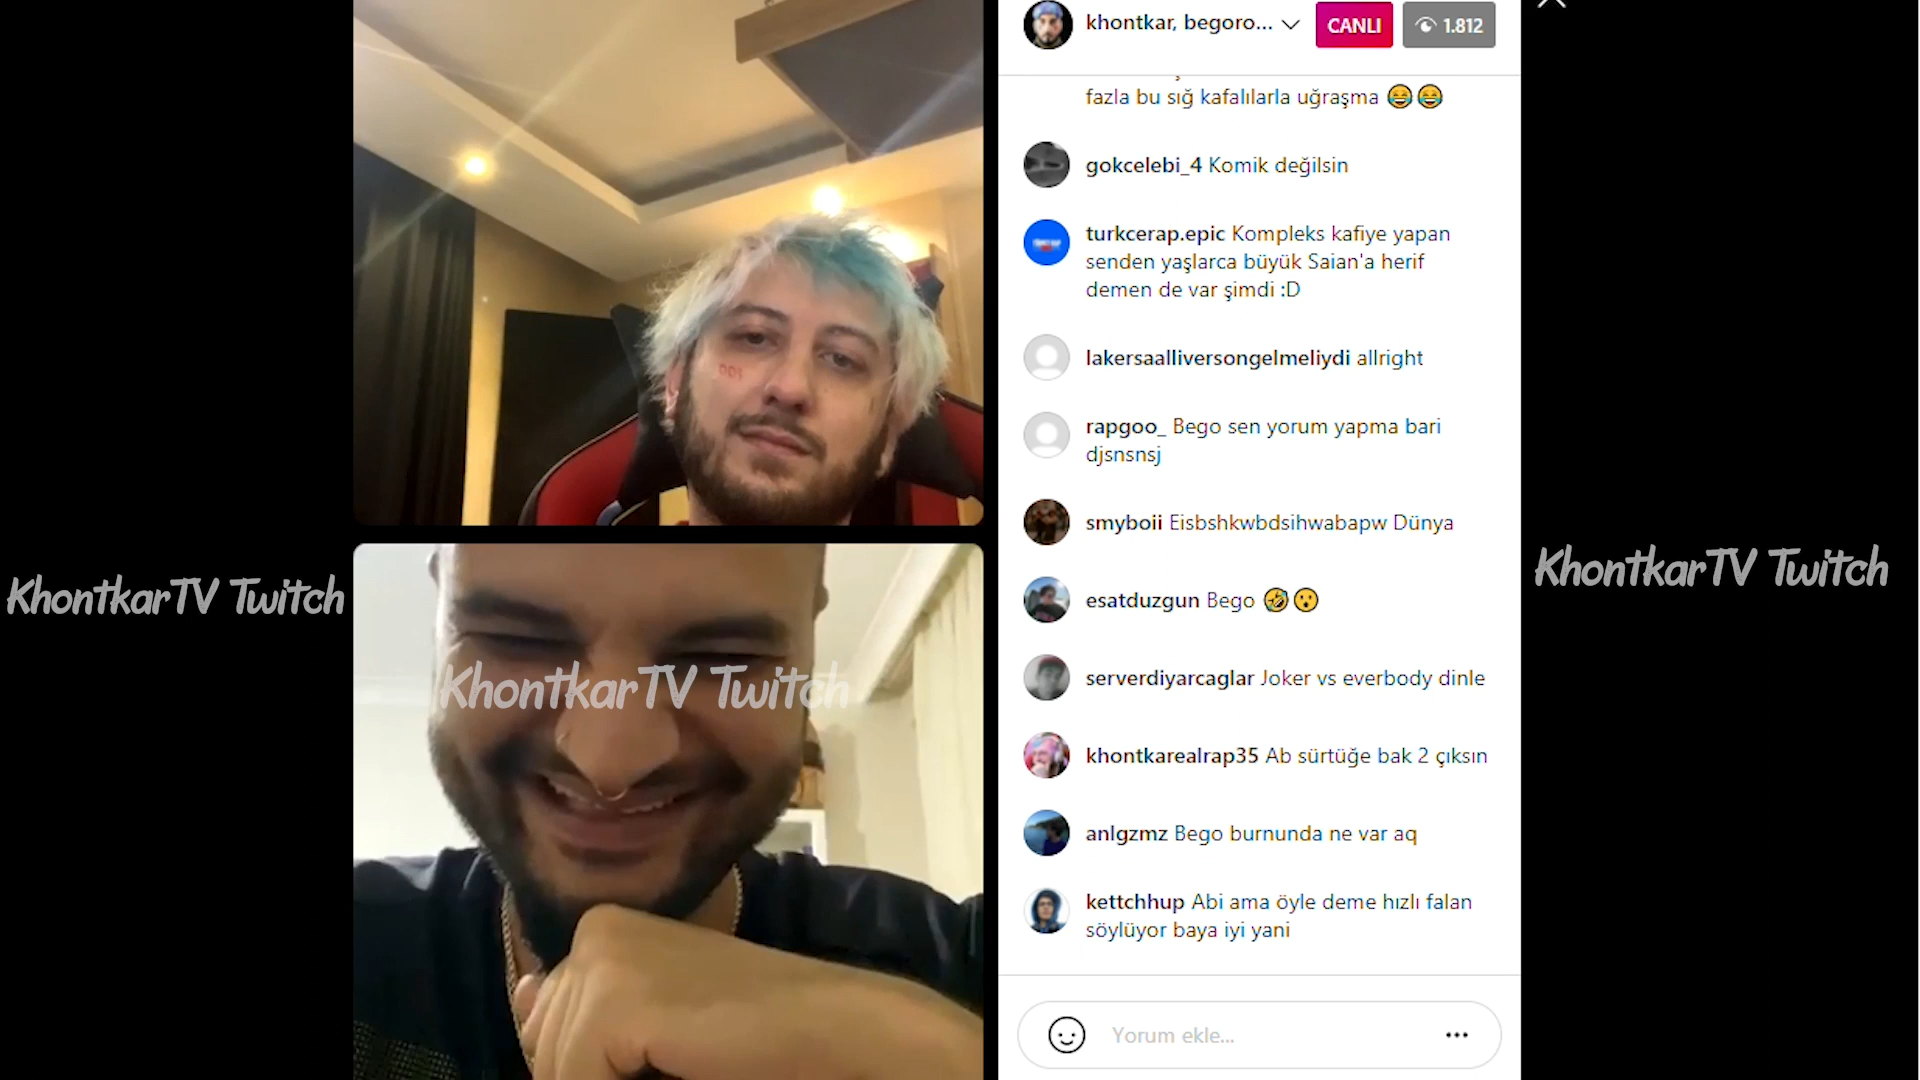 khontkar, begoro...
CANLI
1.812
fazla bu sığ kafalılarla uğraşma 😂😂
gokcelebi_4 Komik değilsin
turkcerap.epic Kompleks kafiye yapan
senden yaşlarca büyük Saian'a herif
demen de var şimdi :D
lakersaalliversongelmeliydi allright
rapgoo_ Bego sen yorum yapma bari
djsnsnsj
smyboii Eisbshkwbdsihwabapw Dünya
esatduzgun Bego 🤣😮
serverdiyarcaglar Joker vs everbody dinle
khontkarealrap35 Ab sürtüğe bak 2 çıksın
anlgzmz Bego burnunda ne var aq
kettchhup Abi ama öyle deme hızlı falan
söylüyor baya iyi yani
Yorum ekle...
KhontkarTV Twitch
KhontkarTV Twitch
KhontkarTV Twitch